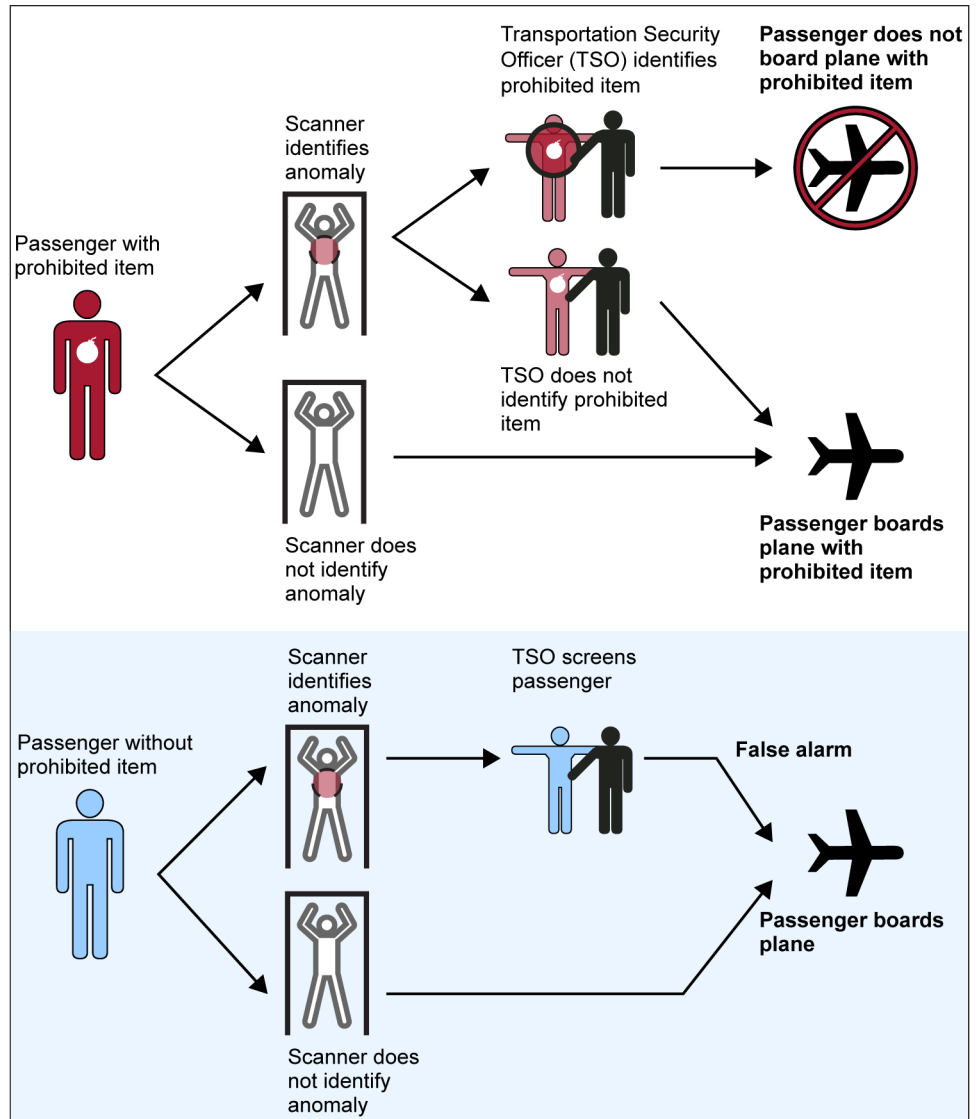 Transportation Security
Officer (TSO) identifies
prohibited item
Passenger does not
board plane with
prohibited item
Scanner
identifies
anomaly
Passenger with
prohibited item
TSO does not
identify prohibited
item
Scanner does
not identify
anomaly
Passenger boards
plane with
prohibited item
Scanner
identifies
anomaly
TSO screens
passenger
Passenger without
prohibited item
False alarm
Passenger boards
plane
Scanner does
not identify
anomaly